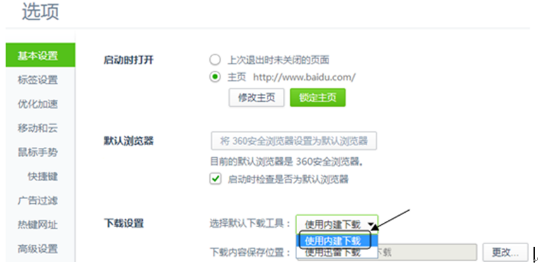 选项
基本设置
标签设置
优化加速
移动和云
鼠标手势
快捷键
广告过滤
热键网址
高级设置
启动时打开
上次退出时未关闭的页面
主页 http://www.baidu.com/
修改主页 锁定主页
默认浏览器
将 360安全浏览器设置为默认浏览器
目前的默认浏览器是 360安全浏览器。
启动时检查是否为默认浏览器
下载设置
选择默认下载工具： 使用内建下载
使用内建下载
使用迅雷下载
下载内容保存位置： 下载 更改...